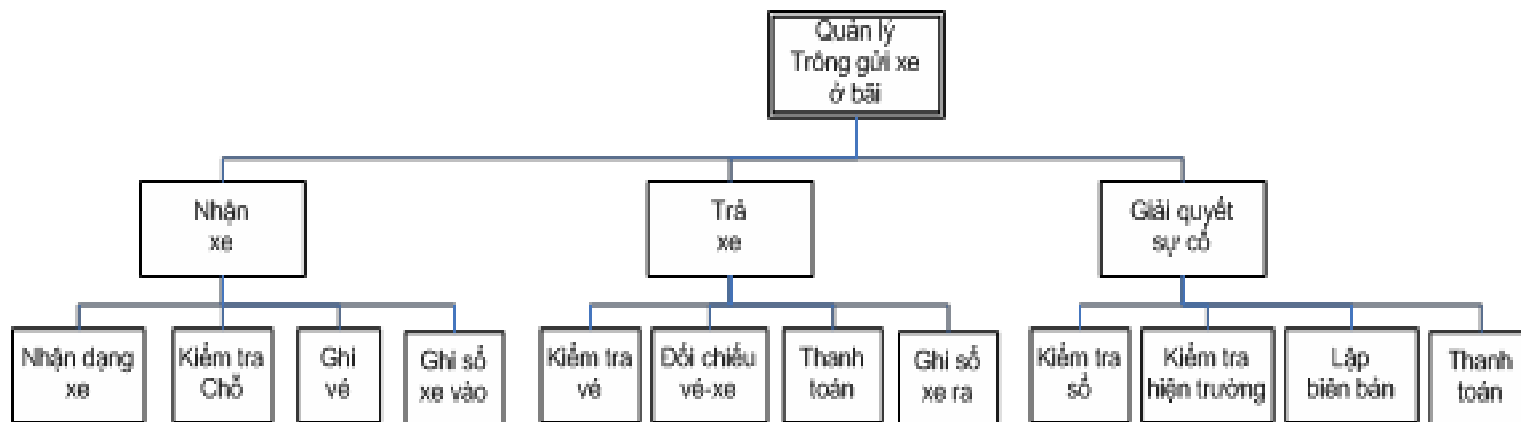 Quản lý
Trông gửi xe
ở bãi
Nhận
xe
Trả
xe
Giải quyết
sự cố
Nhận dạng
xe
Kiểm tra
Chỗ
Ghi
vé
Ghi sổ
xe vào
Kiểm tra
vé
Đối chiếu
vé-xe
Thanh
toán
Ghi sổ
xe ra
Kiểm tra
sổ
Kiểm tra
hiện trường
Lập
biên bản
Thanh
toán